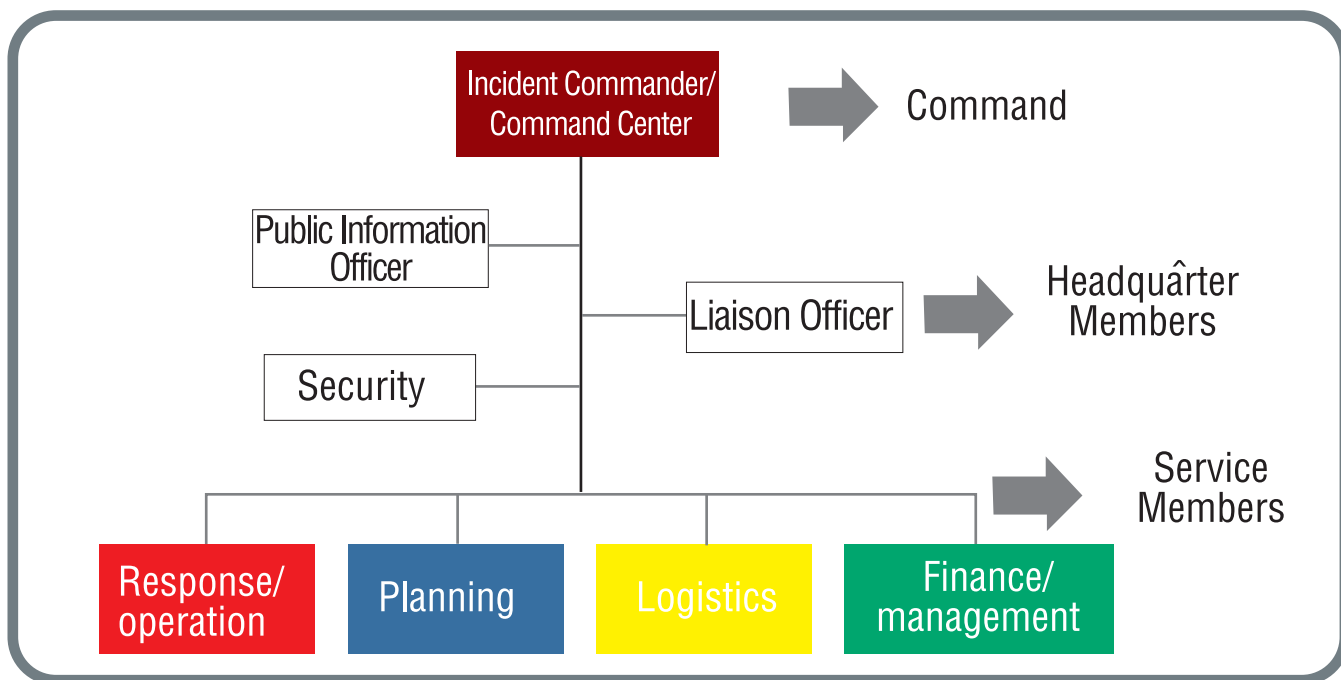 Incident Commander/
Command Center
Command
Public Information
Officer
Liaison Officer
Headquârter
Members
Security
Service
Members
Response/
operation
Planning
Logistics
Finance/
management